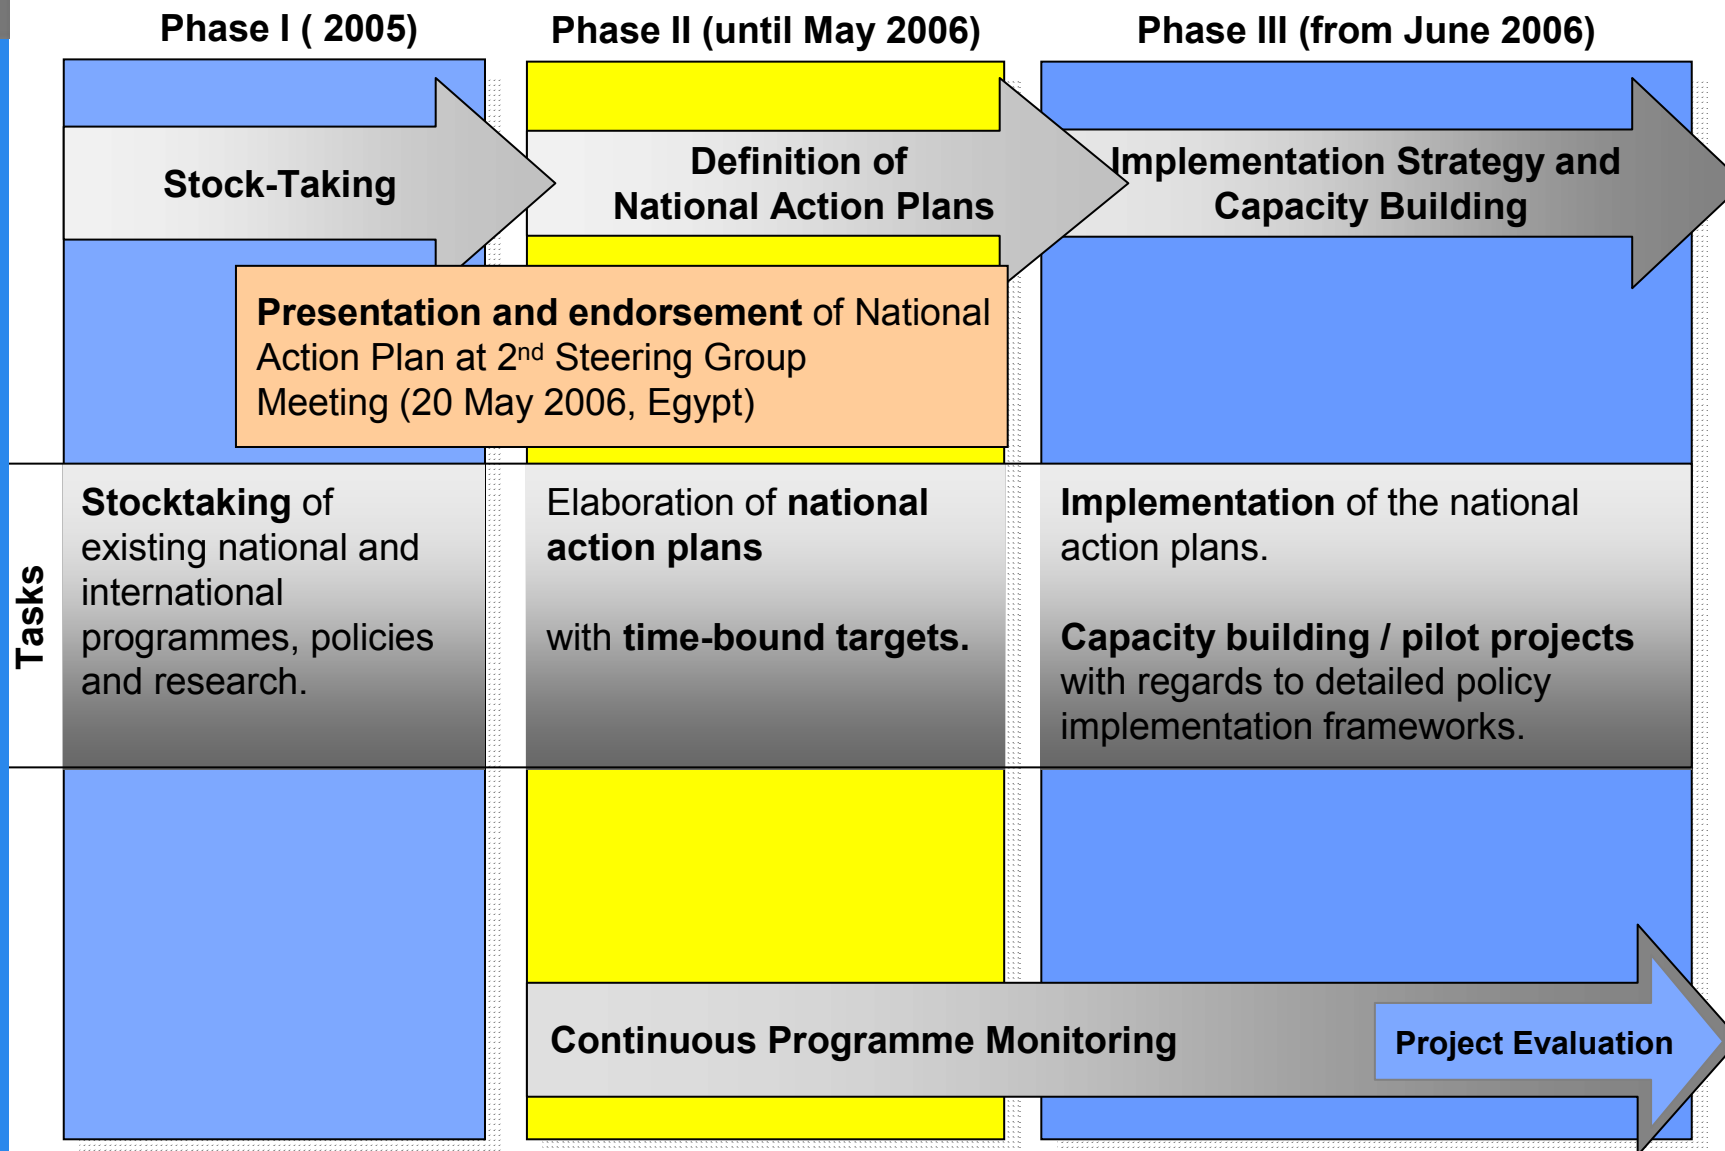 Phase I ( 2005)
Phase II (until May 2006)
Phase III (from June 2006)
Stock-Taking
Definition of
National Action Plans
Implementation Strategy and
Capacity Building
Presentation and endorsement of National
Action Plan at 2nd Steering Group
Meeting (20 May 2006, Egypt)
Tasks
Stocktaking of
existing national and
international
programmes, policies
and research.
Elaboration of national
action plans
with time-bound targets.
Implementation of the national
action plans.
Capacity building / pilot projects
with regards to detailed policy
implementation frameworks.
Continuous Programme Monitoring
Project Evaluation